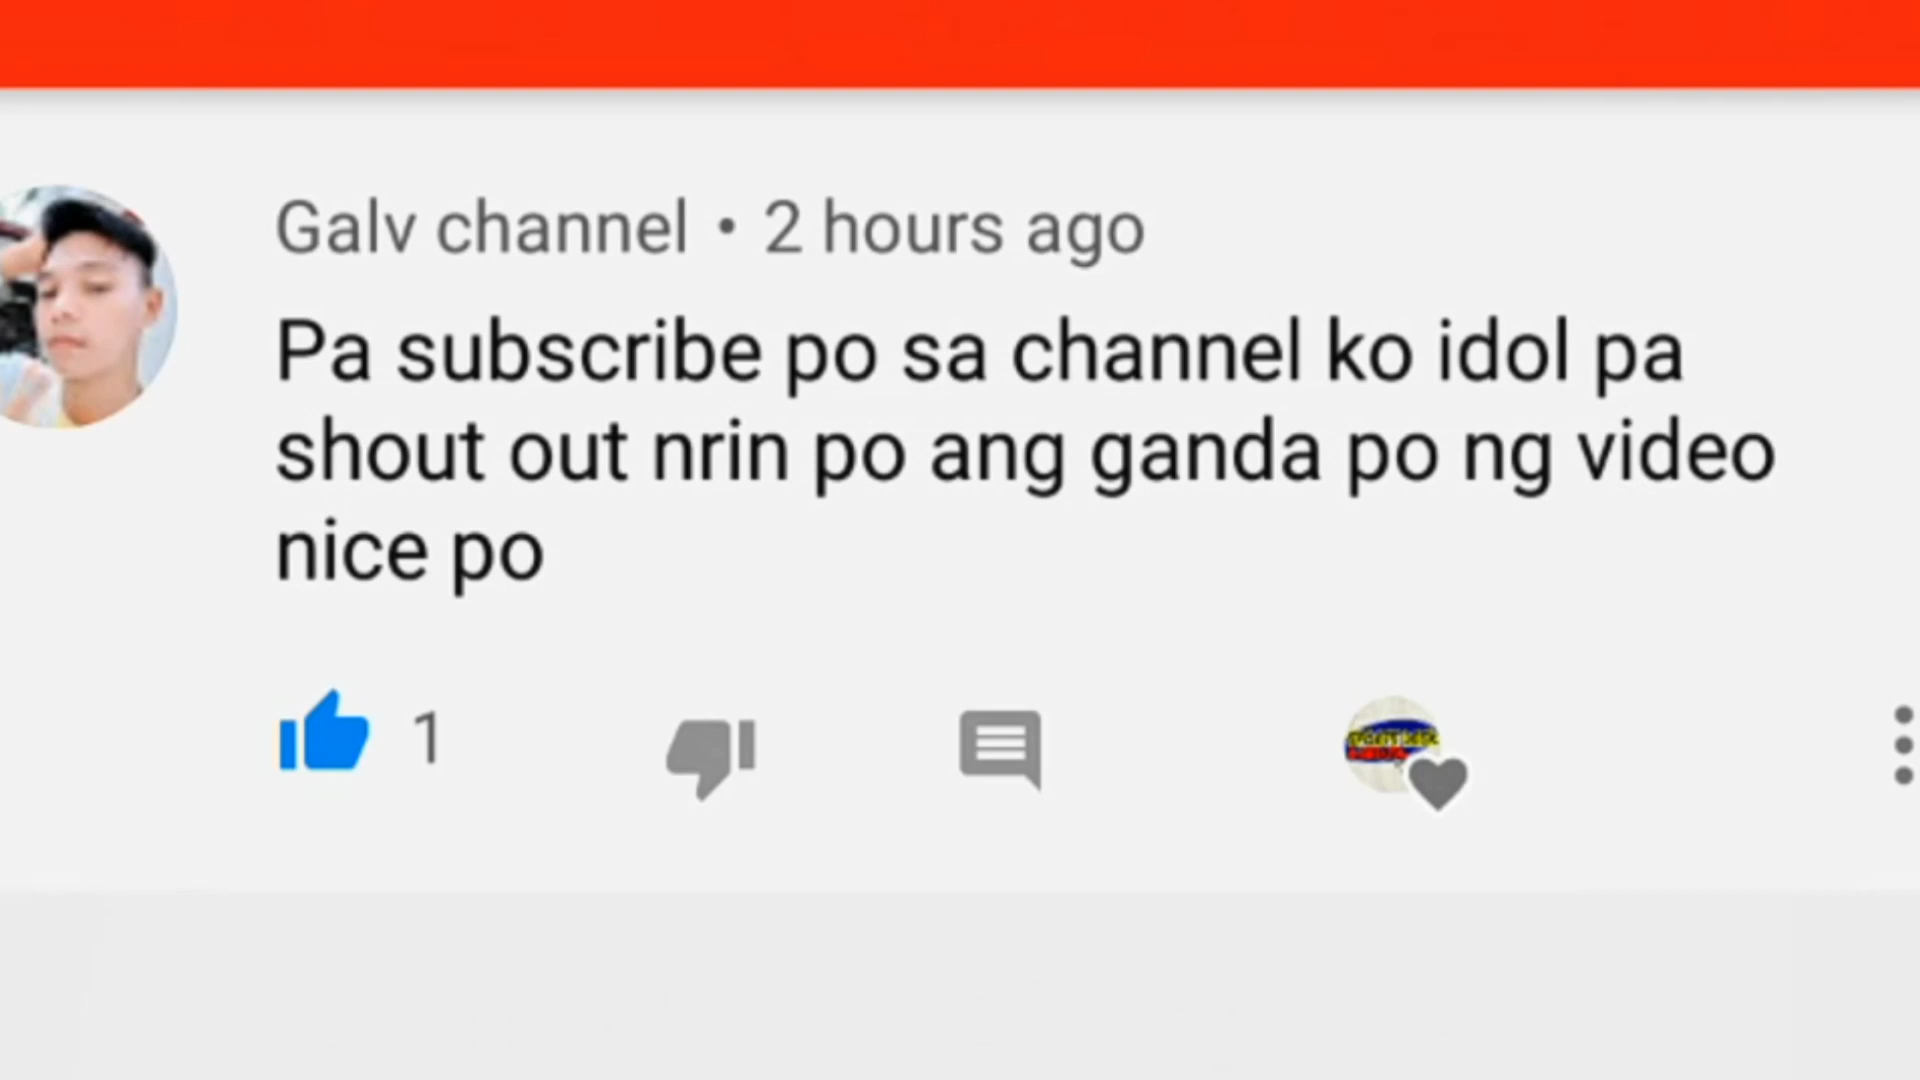 Galv channel • 2 hours ago
Pa subscribe po sa channel ko idol pa
shout out nrin po ang ganda po ng video
nice po
1